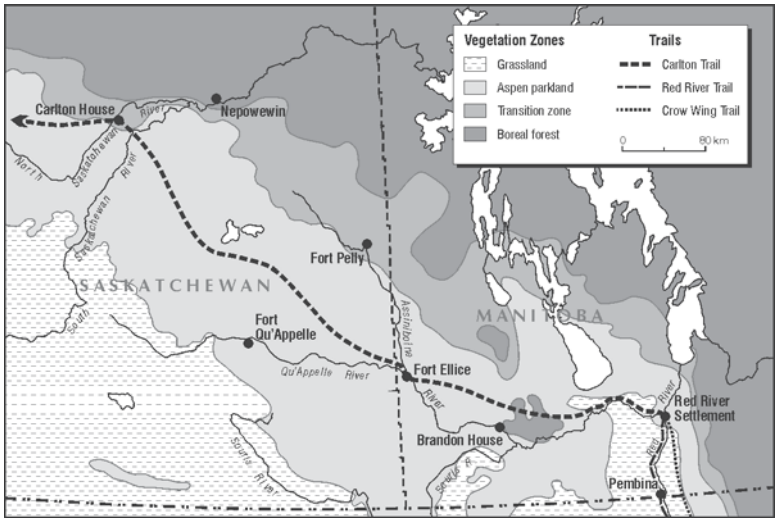 Vegetation Zones
Grassland
Aspen parkland
Transition zone
Boreal forest
Trails
Carlton Trail
Red River Trail
Crow Wing Trail
0 80 km
Carlton House
Nepowewin
River
Saskatchewan
North
River
Saskatchewan
South
Fort Pelly
SASKATCHEWAN
MANITOBA
Assiniboine
River
Fort
Qu'Appelle
Qu'Appelle River
Fort Ellice
Brandon House
Red River
Settlement
River
Red
Souris River
Souris R.
Pembina